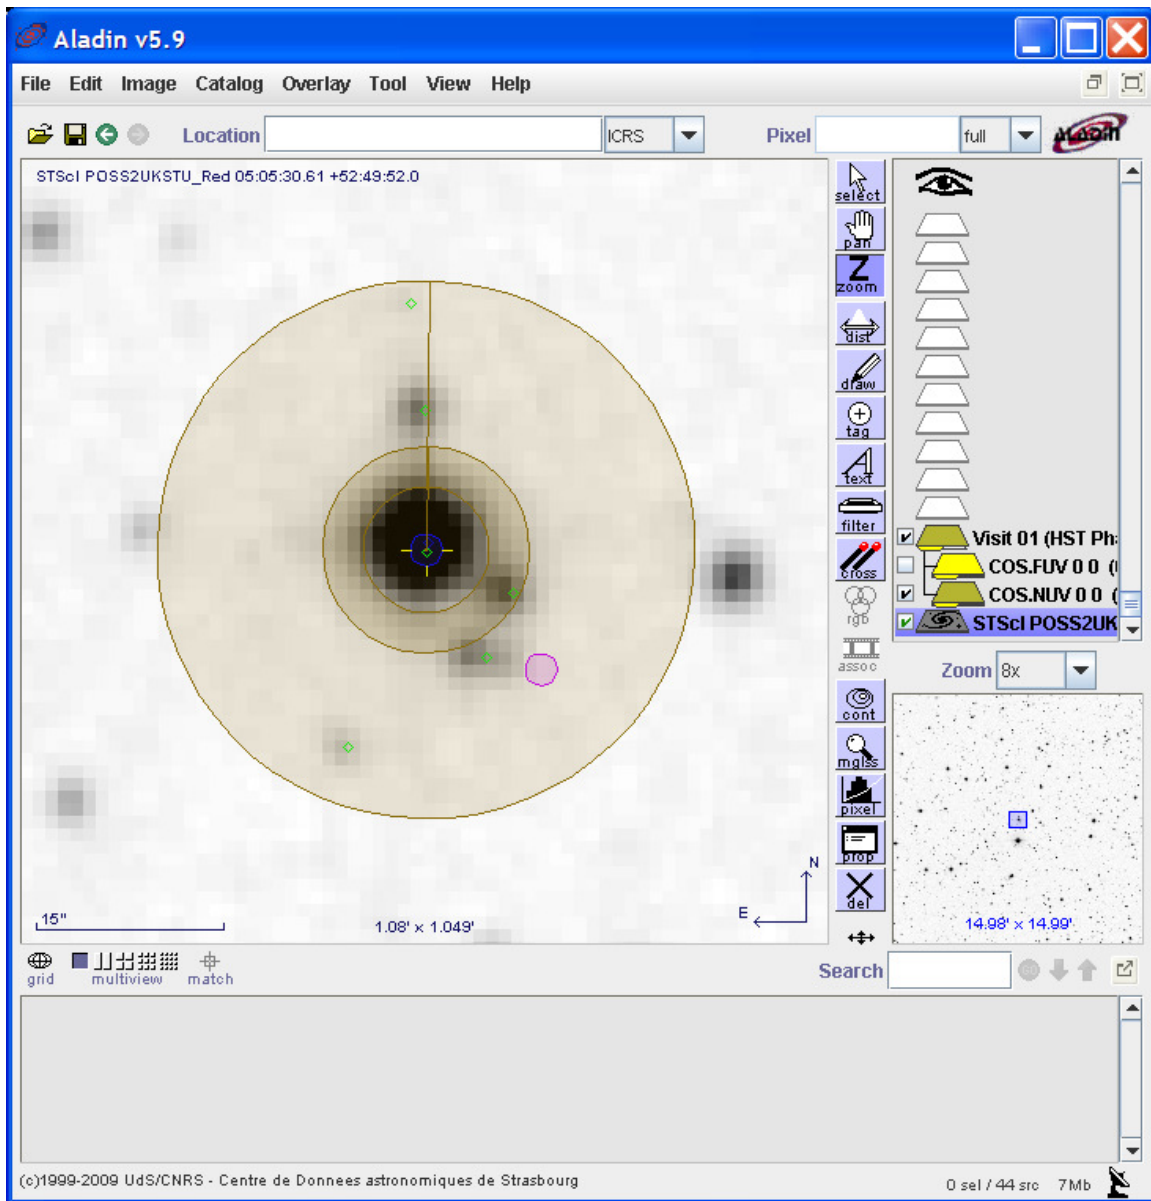 Aladin v5.9
File Edit Image Catalog Overlay Tool View Help
Location ICRS Pixel full
ALADIN
STScI POSS2UKSTU_Red 05:05:30.61 +52:49:52.0
select
pan
Z
zoom
dist
draw
tag
text
filter
cross
rgb
assoc
cont
mglss
pixel
prop
del
Visit 01 (HST Ph
COS.FUV 0 0 (
COS.NUV 0 0 (
STScI POSS2UK
Zoom 8x
N
E
15"
1.08' x 1.049'
14.98' x 14.99'
grid multiview match
Search GO
(c)1999-2009 UdS/CNRS - Centre de Donnees astronomiques de Strasbourg
0 sel / 44 src 7Mb